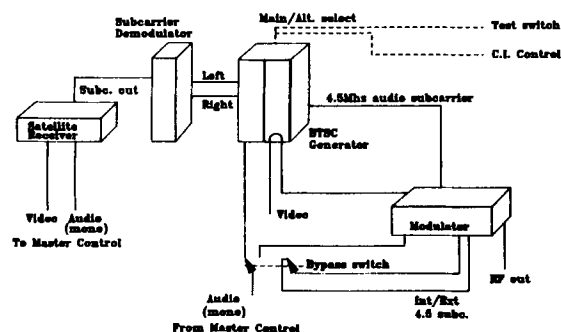 Subcarrier
Demodulator
Main/Alt. select
Test switch
C.I. Control
Left
Right
Subc. out
4.5Mhz audio subcarrier
Satellite
Receiver
BTSC
Generator
Video
Audio
(mono)
To Master Control
Video
Modulator
Bypass switch
RF out
Audio
(mono)
From Master Control
Int/Ext
4.5 subc.